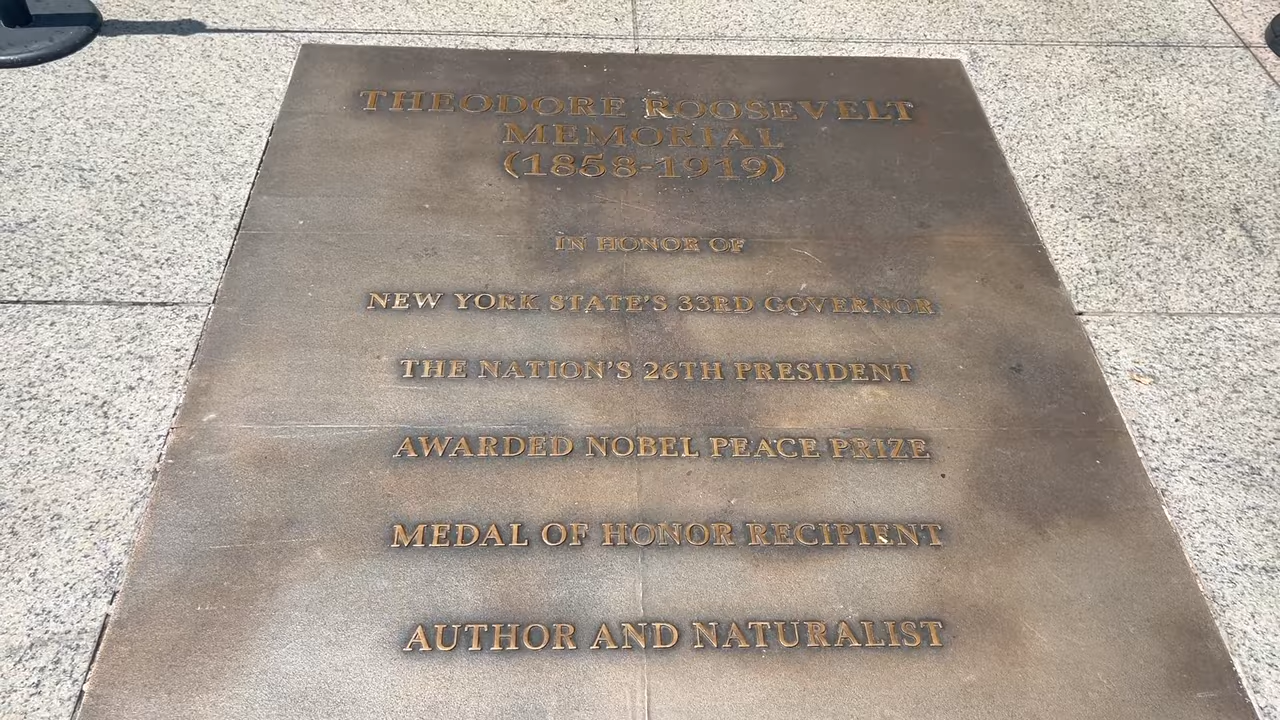 THEODORE ROOSEVELT
MEMORIAL
(1858-1919)
IN HONOR OF
NEW YORK STATE'S 33RD GOVERNOR
THE NATION'S 26TH PRESIDENT
AWARDED NOBEL PEACE PRIZE
MEDAL OF HONOR RECIPIENT
AUTHOR AND NATURALIST